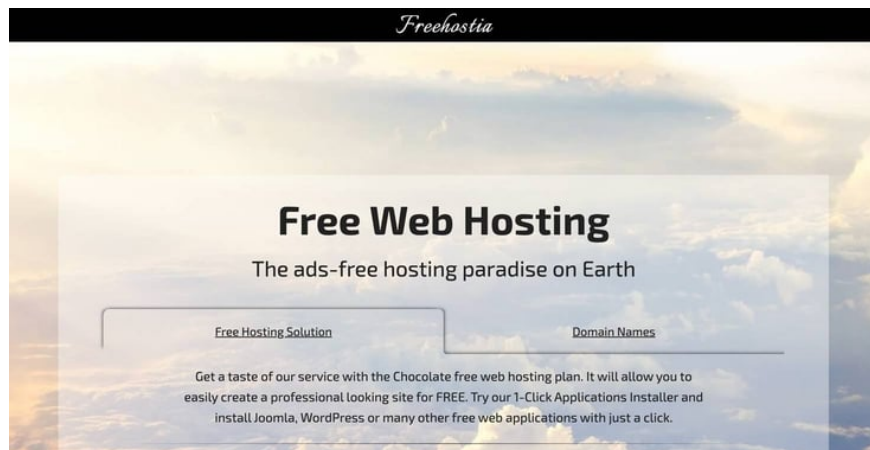 Freehostia
Free Web Hosting
The ads-free hosting paradise on Earth
Free Hosting Solution
Domain Names
Get a taste of our service with the Chocolate free web hosting plan. It will allow you to
easily create a professional looking site for FREE. Try our 1-Click Applications Installer and
install Joomla, WordPress or many other free web applications with just a click.